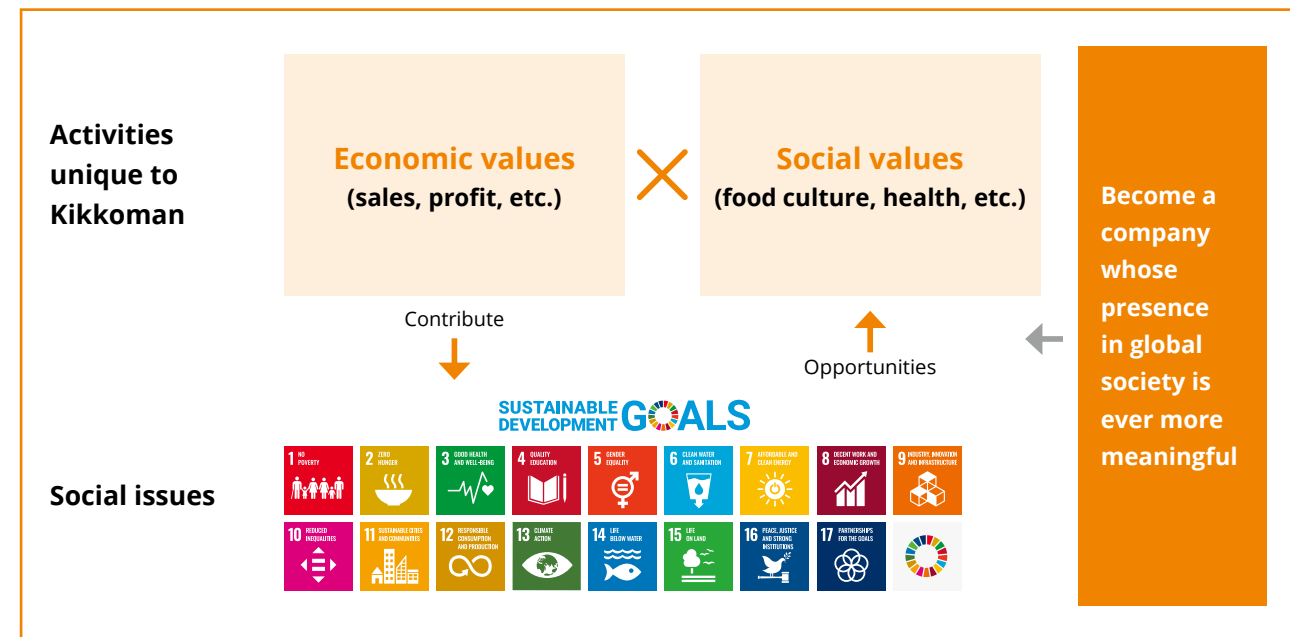 Activities
unique to
Kikkoman
Economic values
(sales, profit, etc.)
Social values
(food culture, health, etc.)
Become a
company
whose
presence
in global
society is
ever more
meaningful
Contribute
Opportunities
SUSTAINABLE
DEVELOPMENT
GOALS
Social issues
1 NO
POVERTY
2 ZERO
HUNGER
3 GOOD HEALTH
AND WELL-BEING
4 QUALITY
EDUCATION
5 GENDER
EQUALITY
6 CLEAN WATER
AND SANITATION
7 AFFORDABLE AND
CLEAN ENERGY
8 DECENT WORK AND
ECONOMIC GROWTH
9 INDUSTRY, INNOVATION
AND INFRASTRUCTURE
10 REDUCED
INEQUALITIES
11 SUSTAINABLE CITIES
AND COMMUNITIES
12 RESPONSIBLE
CONSUMPTION
AND PRODUCTION
13 CLIMATE
ACTION
14 LIFE
BELOW WATER
15 LIFE
ON LAND
16 PEACE, JUSTICE
AND STRONG
INSTITUTIONS
17 PARTNERSHIPS
FOR THE GOALS